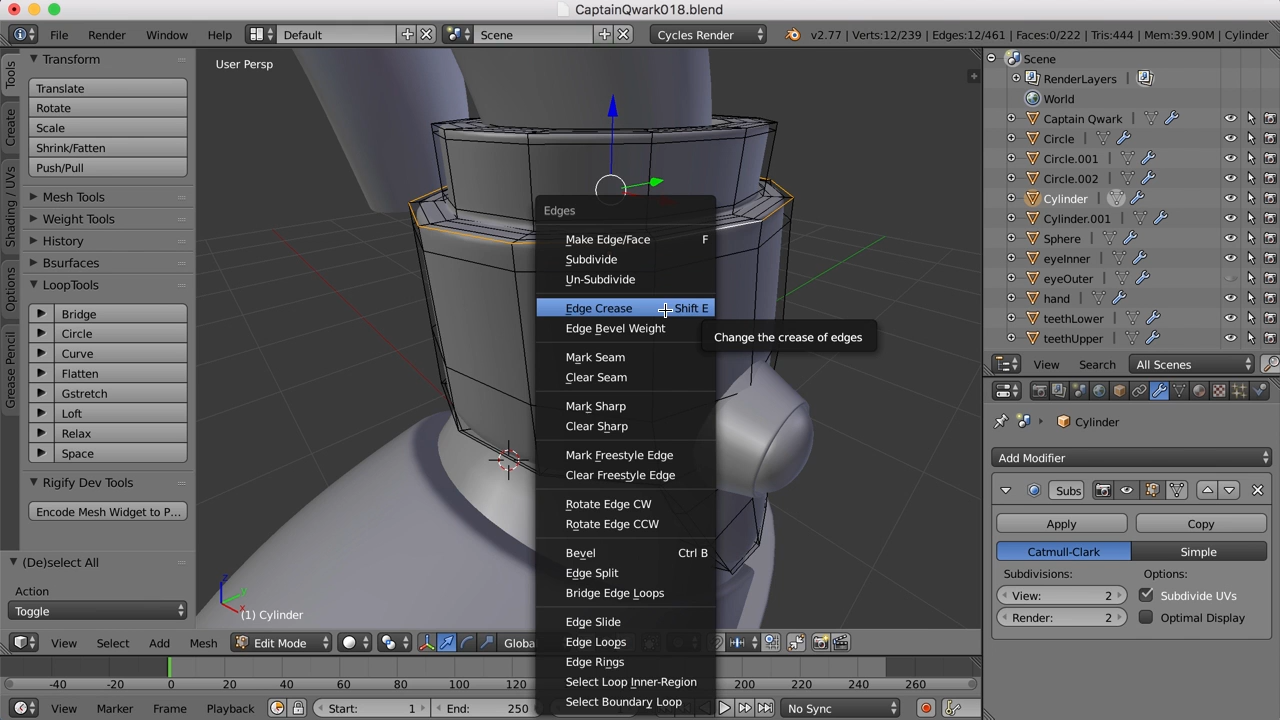 CaptainQwark018.blend
File Render Window Help Default Scene Cycles Render v2.77 | Verts:12/239 | Edges:12/461 | Faces:0/222 | Tris:444 | Mem:39.90M | Cylinder
Tools
Create
Shading / UVs
Options
Grease Pencil
Transform
Translate
Rotate
Scale
Shrink/Fatten
Push/Pull
Mesh Tools
Weight Tools
History
Bsurfaces
LoopTools
Bridge
Circle
Curve
Flatten
Gstretch
Loft
Relax
Space
Rigify Dev Tools
Encode Mesh Widget to P...
(De)select All
Action
Toggle
User Persp
Edges
Make Edge/Face F
Subdivide
Un-Subdivide
Edge Crease Shift E
Edge Bevel Weight
Change the crease of edges
Mark Seam
Clear Seam
Mark Sharp
Clear Sharp
Mark Freestyle Edge
Clear Freestyle Edge
Rotate Edge CW
Rotate Edge CCW
Bevel Ctrl B
Edge Split
Bridge Edge Loops
Edge Slide
Edge Loops
Edge Rings
Select Loop Inner-Region
Select Boundary Loop
z
y
x
(1) Cylinder
View Select Add Mesh Edit Mode Global
-40 -20 0 20 40 60 80 100 120 200 220 240 260
View Marker Frame Playback Start: 1 End: 250 No Sync
Scene
RenderLayers
World
Captain Qwark
Circle
Circle.001
Circle.002
Cylinder
Cylinder.001
Sphere
eyeInner
eyeOuter
hand
teethLower
teethUpper
View Search All Scenes
Cylinder
Add Modifier
Subs
Apply Copy
Catmull-Clark Simple
Subdivisions: Options:
View: 2 Subdivide UVs
Render: 2 Optimal Display